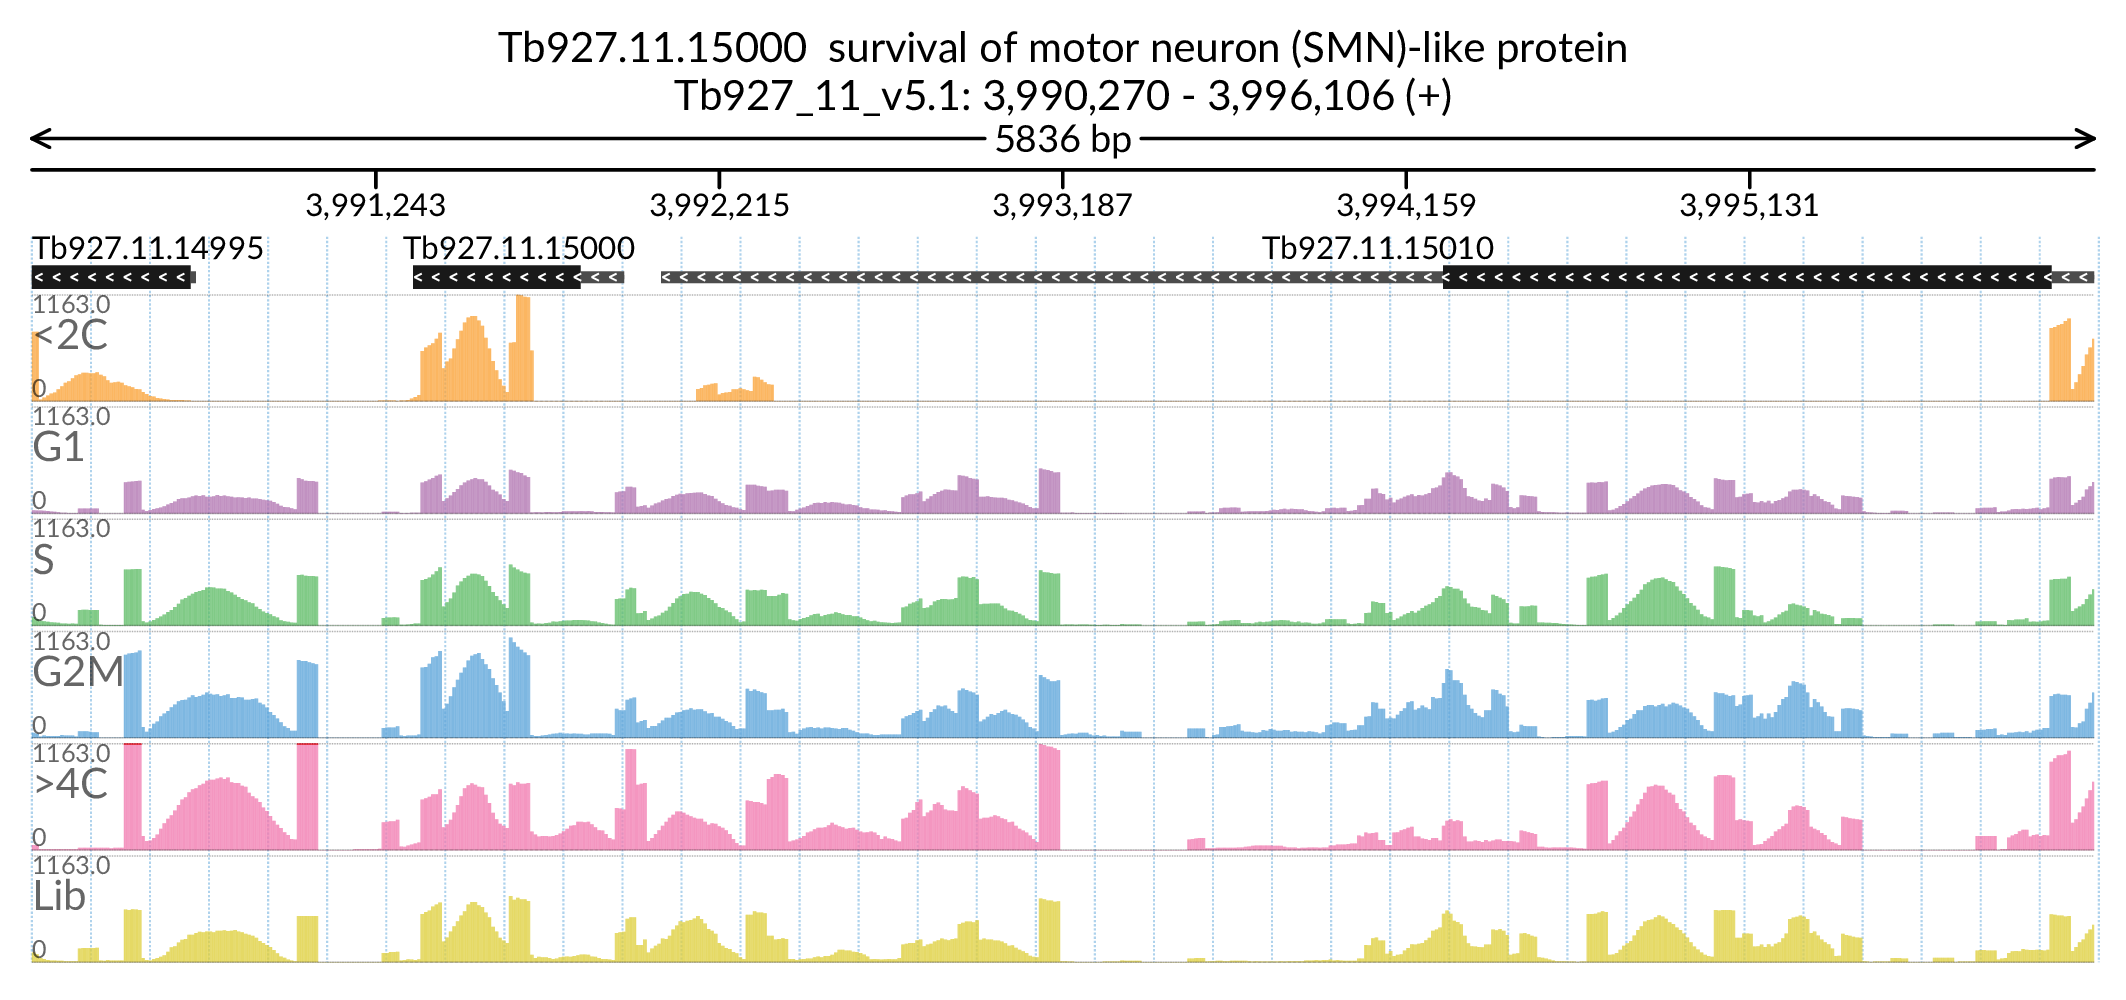 Tb927.11.15000  survival of motor neuron (SMN)-like protein
Tb927_11_v5.1: 3,990,270 - 3,996,106 (+)
5836 bp
3,991,243 3,992,215 3,993,187 3,994,159 3,995,131
Tb927.11.14995 Tb927.11.15000 Tb927.11.15010
1163.0
<2C
0
1163.0
G1
0
1163.0
S
0
1163.0
G2M
0
1163.0
>4C
0
1163.0
Lib
0